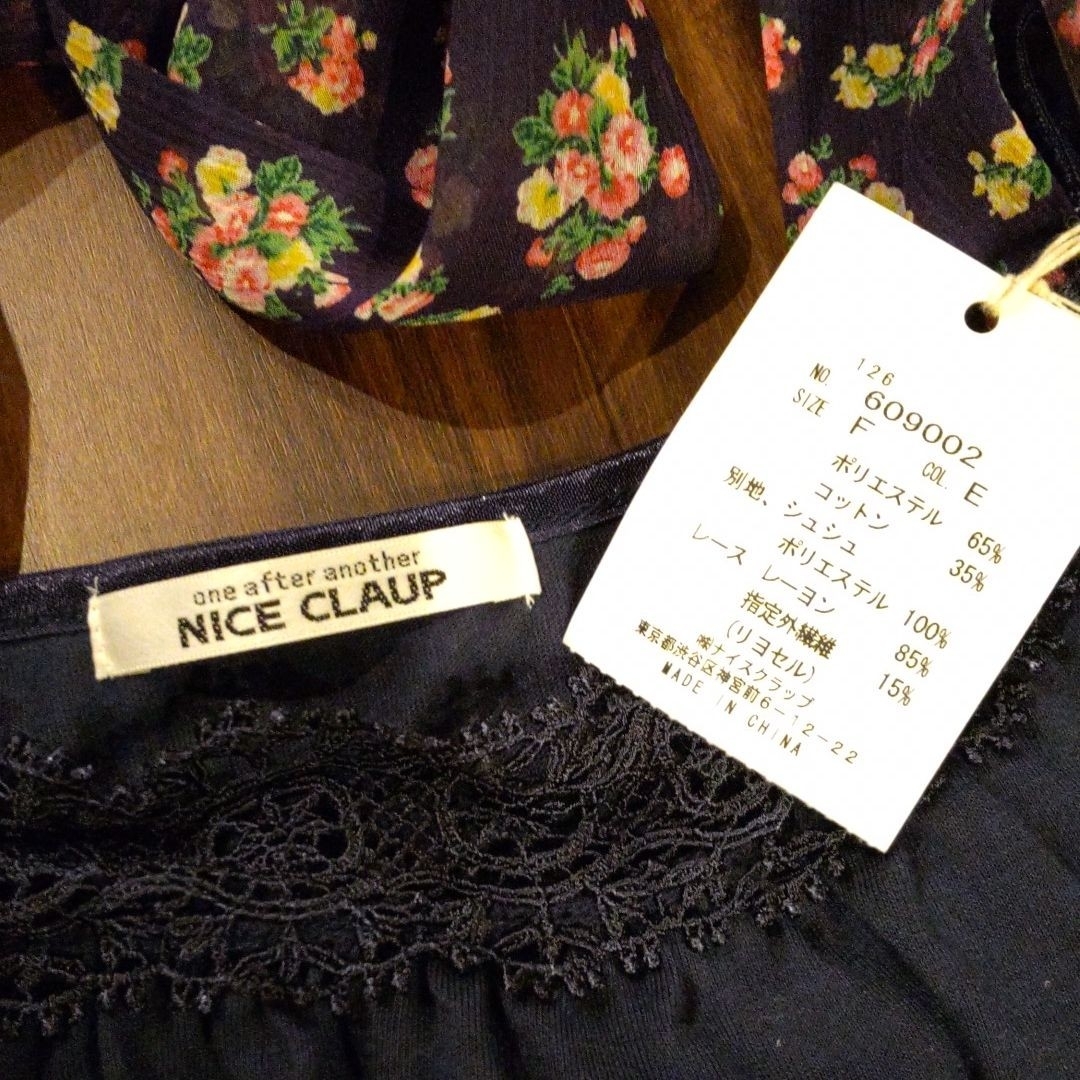 one after another
NICE CLAUP
126
NO. 609002
SIZE F COL. E
ポリエステル 65%
コットン 35%
別地、シュシュ
ポリエステル 100%
レース レーヨン 85%
指定外繊維 15%
(リヨセル)
㈱ナイスクラップ
東京都渋谷区神宮前6-12-22
MADE IN CHINA